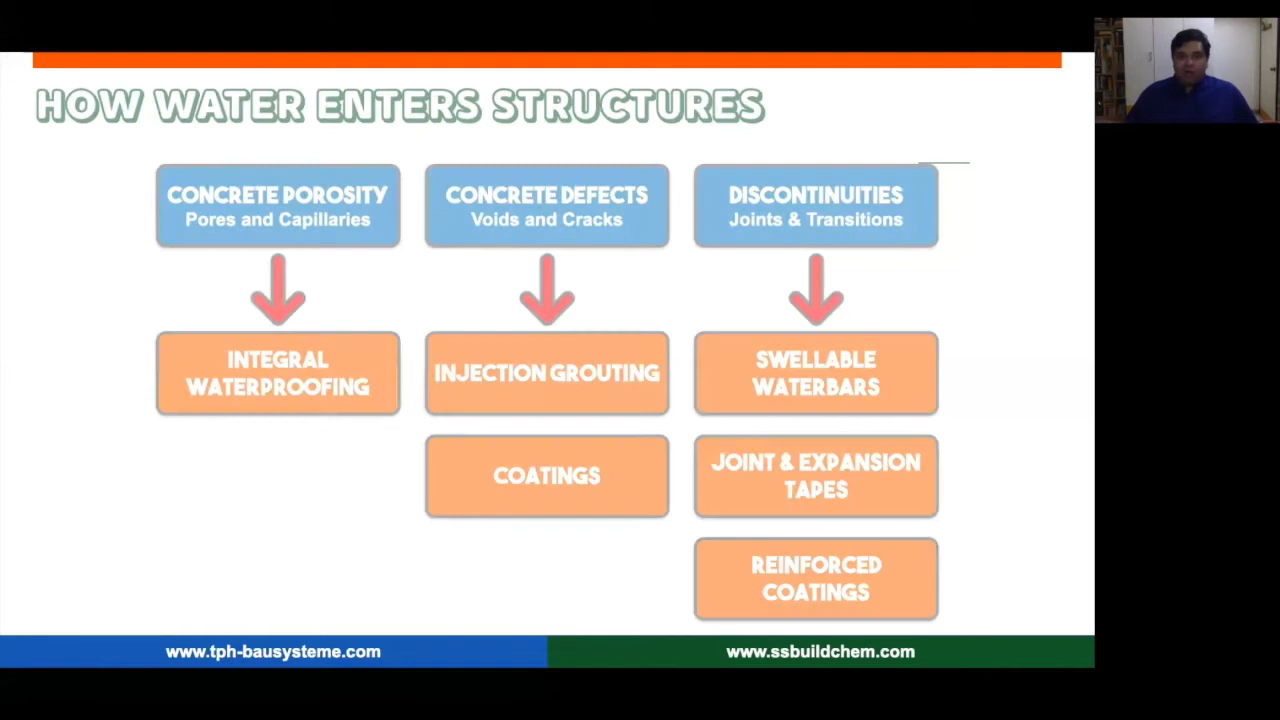 HOW WATER ENTERS STRUCTURES
CONCRETE POROSITY
Pores and Capillaries
CONCRETE DEFECTS
Voids and Cracks
DISCONTINUITIES
Joints & Transitions
INTEGRAL
WATERPROOFING
INJECTION GROUTING
SWELLABLE
WATERBARS
COATINGS
JOINT & EXPANSION
TAPES
REINFORCED
COATINGS
www.tph-bausysteme.com
www.ssbuildchem.com